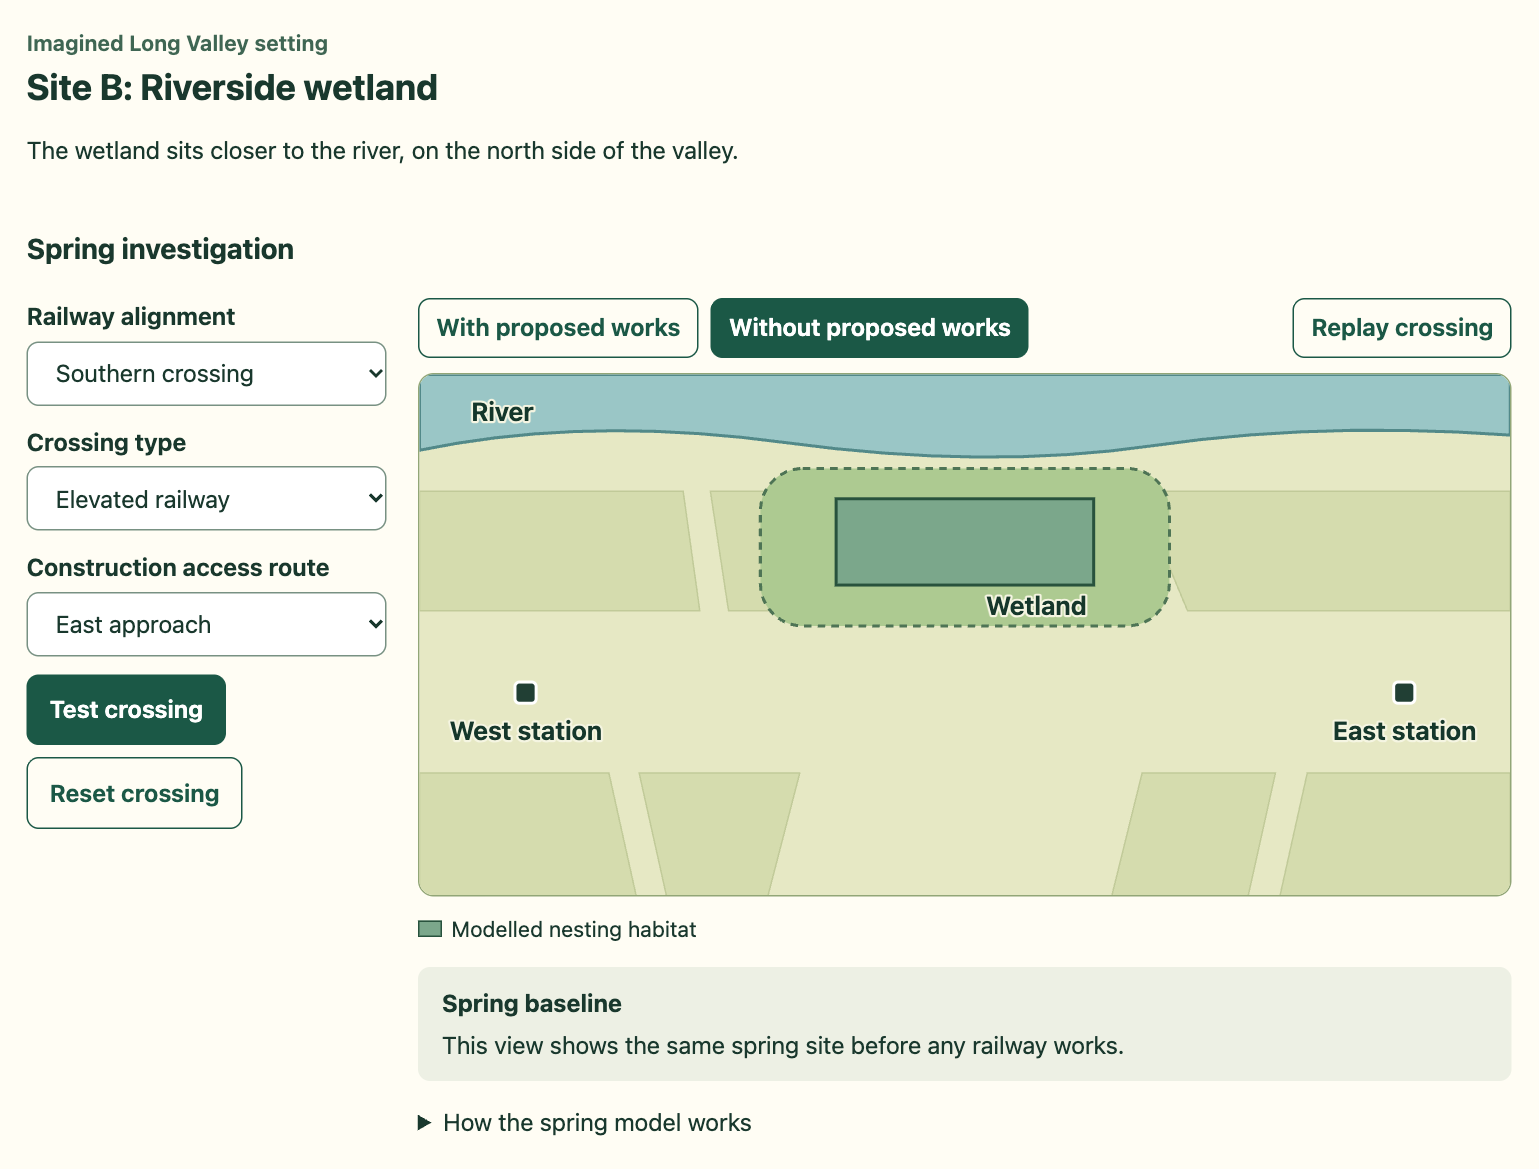 Imagined Long Valley setting
Site B: Riverside wetland
The wetland sits closer to the river, on the north side of the valley.
Spring investigation
Railway alignment
Southern crossing
Crossing type
Elevated railway
Construction access route
East approach
Test crossing
Reset crossing
With proposed works
Without proposed works
Replay crossing
River
Wetland
West station
East station
Modelled nesting habitat
Spring baseline
This view shows the same spring site before any railway works.
How the spring model works